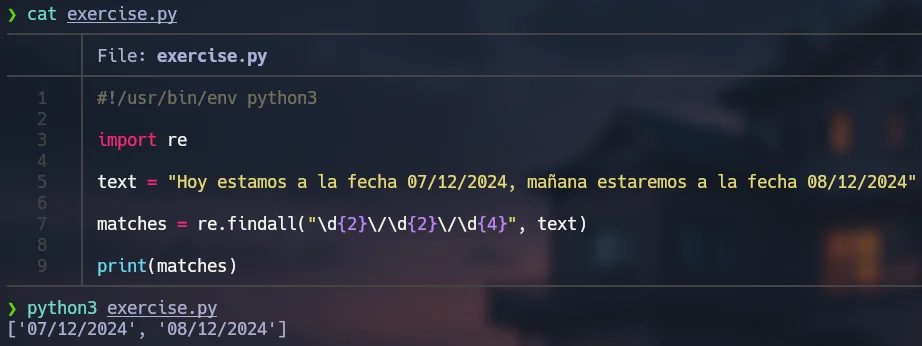 ❯ cat exercise.py
File: exercise.py
1 #!/usr/bin/env python3
2
3 import re
4
5 text = "Hoy estamos a la fecha 07/12/2024, mañana estaremos a la fecha 08/12/2024"
6
7 matches = re.findall("\d{2}\/\d{2}\/\d{4}", text)
8
9 print(matches)
❯ python3 exercise.py
['07/12/2024', '08/12/2024']